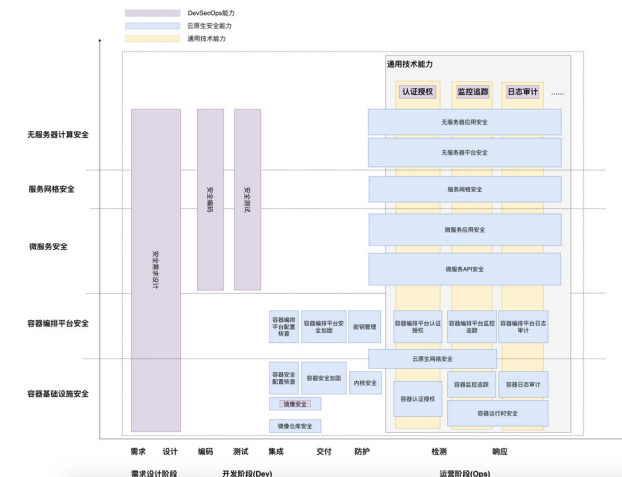 DevSecOps能力
云原生安全能力
通用技术能力
通用技术能力
认证授权
监控追踪
日志审计
......
无服务器计算安全
无服务器应用安全
无服务器平台安全
服务网格安全
服务网格安全
微服务安全
微服务应用安全
微服务API安全
安全需求设计
安全编码
安全测试
容器编排平台安全
容器编排
平台配置
核查
容器编排平台安
全加固
密钥管理
容器编排平台认证
授权
容器编排平台监控
追踪
容器编排平台日志
审计
云原生网络安全
容器基础设施安全
容器安全
配置核查
容器安全加固
内核安全
容器认证授权
容器监控追踪
容器日志审计
镜像安全
容器运行时安全
镜像仓库安全
需求
设计
编码
测试
集成
交付
防护
检测
响应
需求设计阶段
开发阶段(Dev)
运营阶段(Ops)